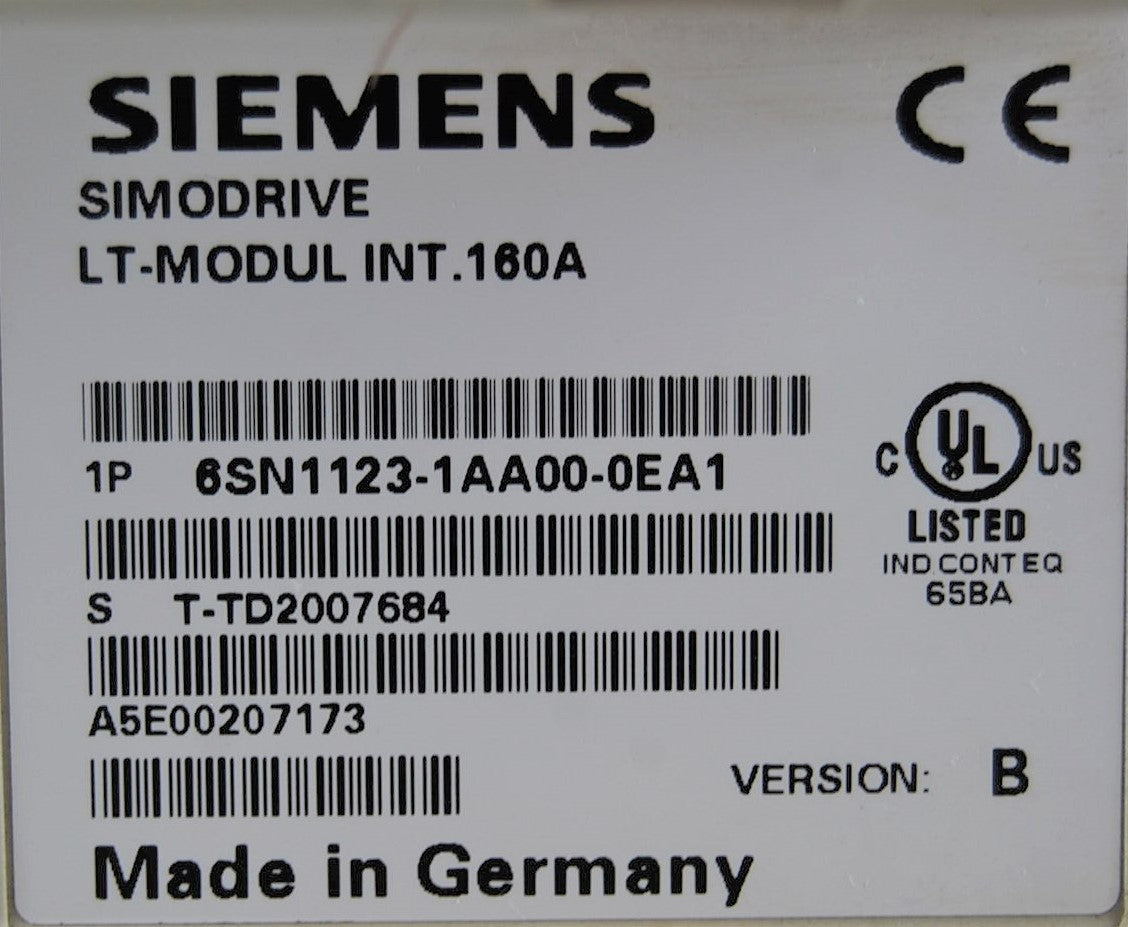 SIEMENS
CE
SIMODRIVE
LT-MODUL INT.160A
1P 6SN1123-1AA00-0EA1
C UL US
LISTED
IND.CONT EQ
65BA
S T-TD2007684
A5E00207173
VERSION: B
Made in Germany